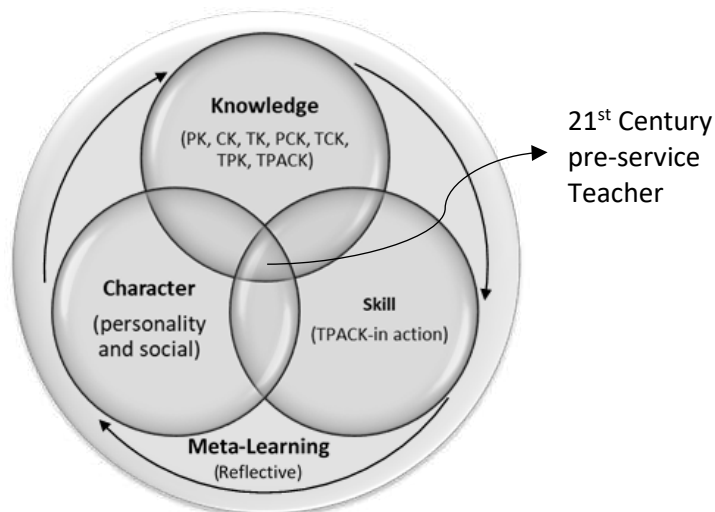 Knowledge
(PK, CK, TK, PCK, TCK,
TPK, TPACK)
21st Century
pre-service
Teacher
Character
(personality
and social)
Skill
(TPACK-in action)
Meta-Learning
(Reflective)